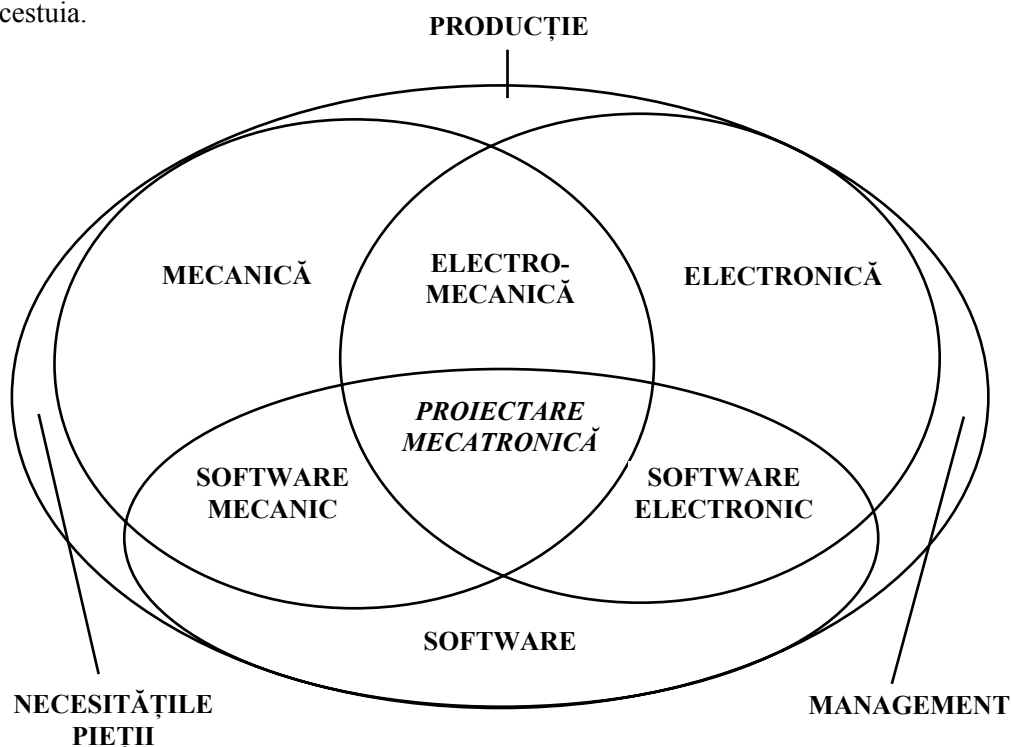 cestuia.
PRODUCȚIE
MECANICĂ
ELECTRO-
MECANICĂ
ELECTRONICĂ
PROIECTARE
MECATRONICĂ
SOFTWARE
MECANIC
SOFTWARE
ELECTRONIC
SOFTWARE
NECESITĂȚILE
PIEȚII
MANAGEMENT